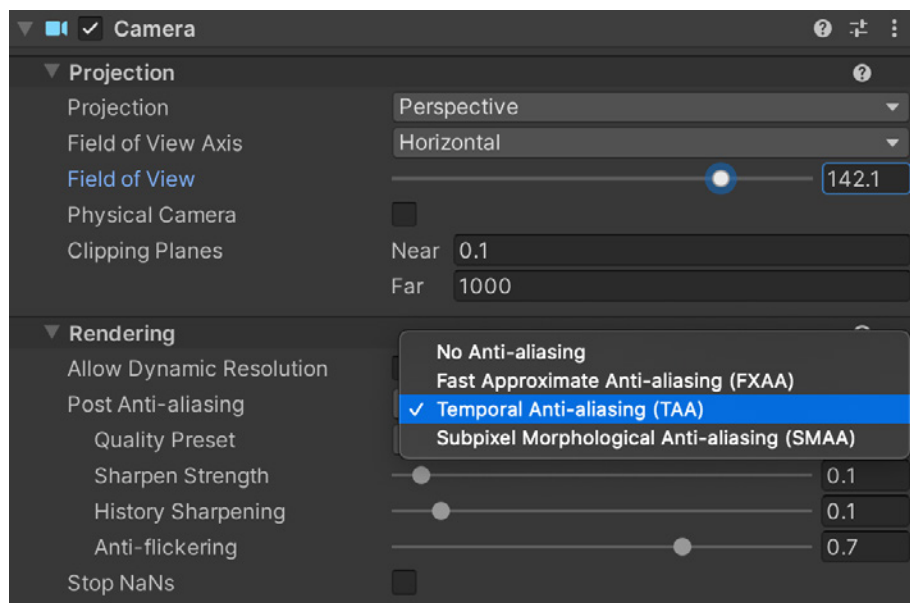 Camera
Projection
Projection Perspective
Field of View Axis Horizontal
Field of View 142.1
Physical Camera
Clipping Planes Near 0.1
Far 1000
Rendering
No Anti-aliasing
Allow Dynamic Resolution
Fast Approximate Anti-aliasing (FXAA)
Post Anti-aliasing ✓ Temporal Anti-aliasing (TAA)
Quality Preset Subpixel Morphological Anti-aliasing (SMAA)
Sharpen Strength 0.1
History Sharpening 0.1
Anti-flickering 0.7
Stop NaNs